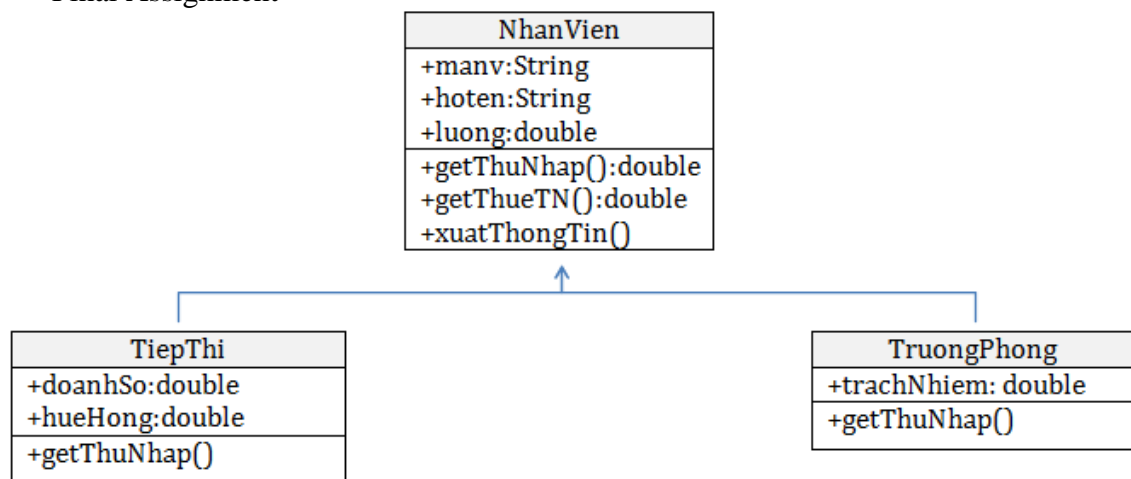 NhanVien
+manv:String
+hoten:String
+luong:double
+getThuNhap():double
+getThueTN():double
+xuatThongTin()
TiepThi
+doanhSo:double
+hueHong:double
+getThuNhap()
TruongPhong
+trachNhiem: double
+getThuNhap()